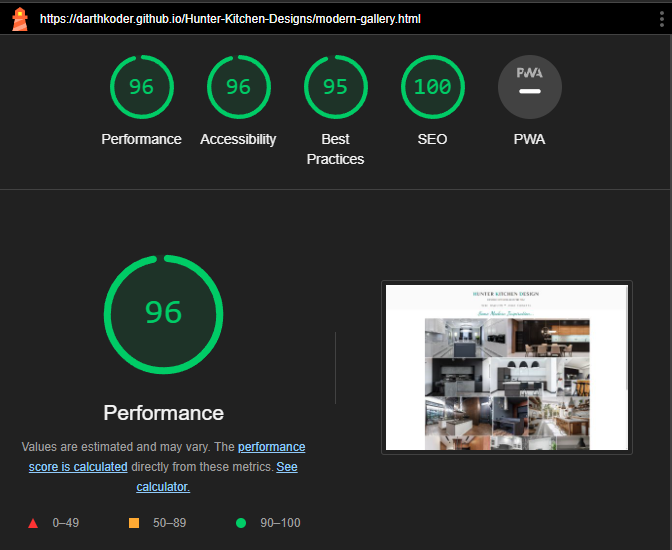 https://darthkoder.github.io/Hunter-Kitchen-Designs/modern-gallery.html
96
96
95
100
PWA
Performance
Accessibility
Best
Practices
SEO
PWA
96
Performance
Values are estimated and may vary. The performance
score is calculated directly from these metrics. See
calculator.
0–49
50–89
90–100
HUNTER KITCHEN DESIGN
Some Modern Inspiration...